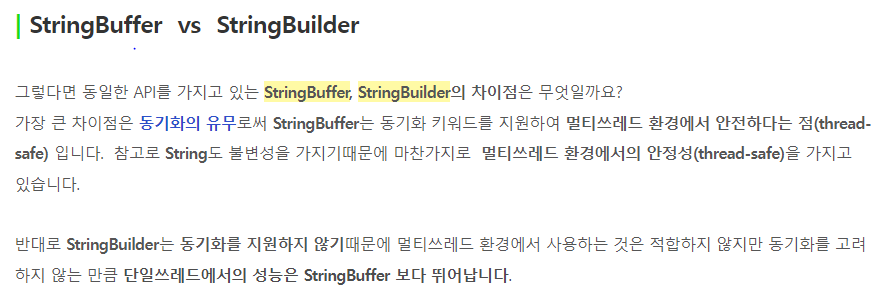 StringBuffer vs StringBuilder
그렇다면 동일한 API를 가지고 있는 StringBuffer, StringBuilder의 차이점은 무엇일까요?
가장 큰 차이점은 동기화의 유무로써 StringBuffer는 동기화 키워드를 지원하여 멀티쓰레드 환경에서 안전하다는 점(thread-
safe) 입니다. 참고로 String도 불변성을 가지기때문에 마찬가지로 멀티쓰레드 환경에서의 안정성(thread-safe)을 가지고
있습니다.
반대로 StringBuilder는 동기화를 지원하지 않기때문에 멀티쓰레드 환경에서 사용하는 것은 적합하지 않지만 동기화를 고려
하지 않는 만큼 단일쓰레드에서의 성능은 StringBuffer 보다 뛰어납니다.